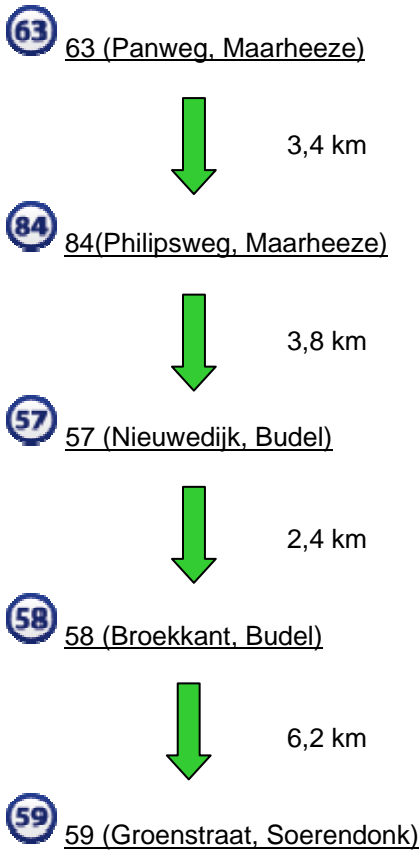 63 63 (Panweg, Maarheeze)
3,4 km
84 84(Philipsweg, Maarheeze)
3,8 km
57 57 (Nieuwedijk, Budel)
2,4 km
58 58 (Broekkant, Budel)
6,2 km
59 59 (Groenstraat, Soerendonk)